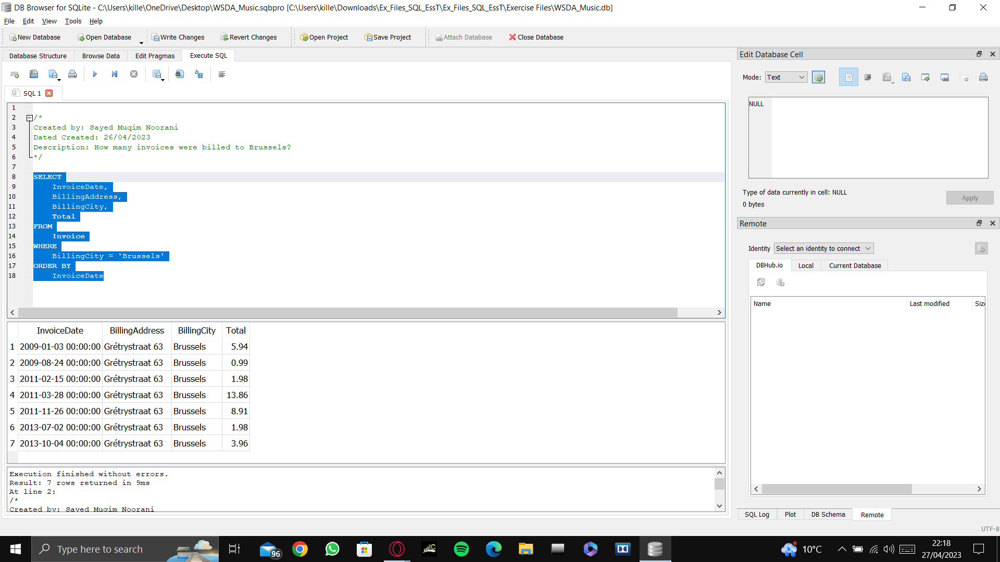 DB Browser for SQLite - C:\Users\kille\OneDrive\Desktop\WSDA_Music.sqbpro [C:\Users\kille\Downloads\Ex_Files_SQL_EssT\Ex_Files_SQL_EssT\Exercise Files\WSDA_Music.db]
File Edit View Tools Help
New Database Open Database Write Changes Revert Changes Open Project Save Project Attach Database Close Database
Database Structure Browse Data Edit Pragmas Execute SQL
SQL 1
1
2 /*
3 Created by: Sayed Muqim Noorani
4 Dated Created: 26/04/2023
5 Description: How many invoices were billed to Brussels?
6 */
7
8 SELECT
9 InvoiceDate,
10 BillingAddress,
11 BillingCity,
12 Total
13 FROM
14 Invoice
15 WHERE
16 BillingCity = 'Brussels'
17 ORDER BY
18 InvoiceDate
InvoiceDate BillingAddress BillingCity Total
1 2009-01-03 00:00:00 Grétrystraat 63 Brussels 5.94
2 2009-08-24 00:00:00 Grétrystraat 63 Brussels 0.99
3 2011-02-15 00:00:00 Grétrystraat 63 Brussels 1.98
4 2011-03-28 00:00:00 Grétrystraat 63 Brussels 13.86
5 2011-11-26 00:00:00 Grétrystraat 63 Brussels 8.91
6 2013-07-02 00:00:00 Grétrystraat 63 Brussels 1.98
7 2013-10-04 00:00:00 Grétrystraat 63 Brussels 3.96
Execution finished without errors.
Result: 7 rows returned in 9ms
At line 2:
/*
Created by: Sayed Muqim Noorani
Edit Database Cell
Mode: Text
NULL
Type of data currently in cell: NULL
0 bytes
Apply
Remote
Identity Select an identity to connect
DBHub.io Local Current Database
Name Last modified Siz
SQL Log Plot DB Schema Remote
UTF-8
Type here to search
96
10°C
22:18
27/04/2023